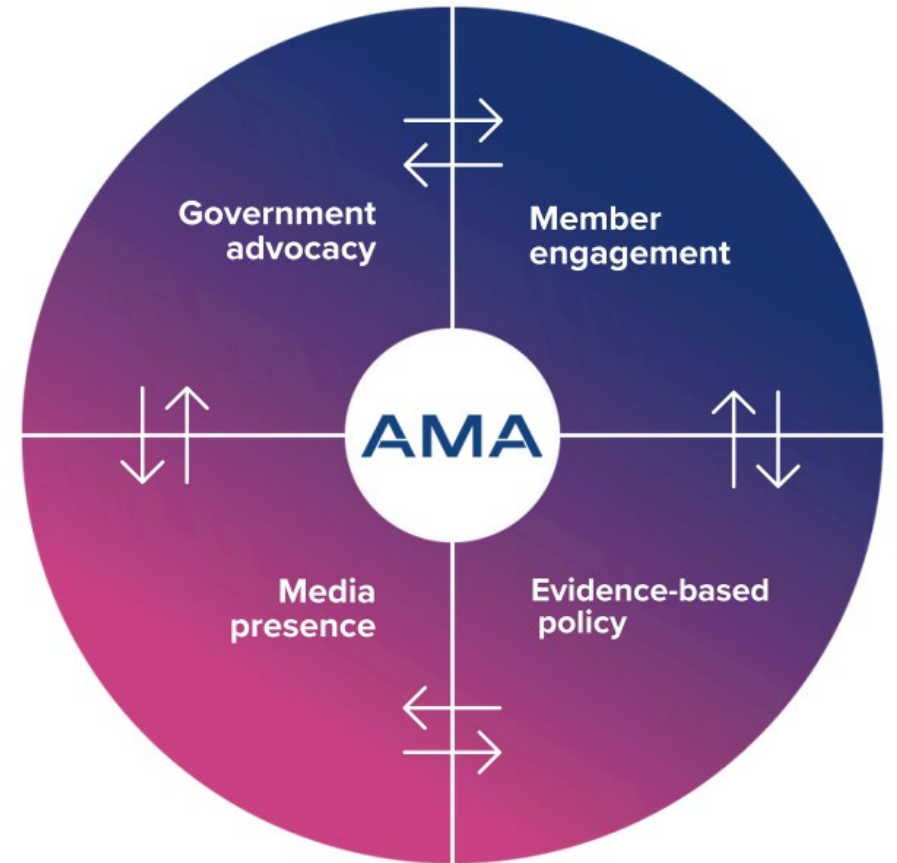 Government
advocacy
Member
engagement
AMA
Media
presence
Evidence-based
policy